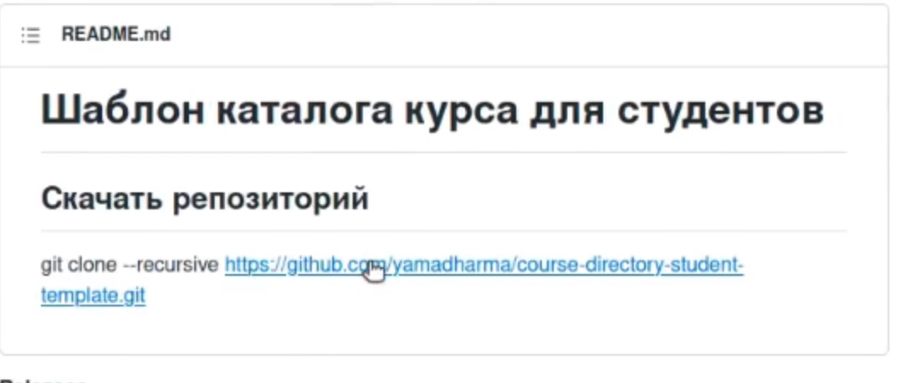 README.md
Шаблон каталога курса для студентов
Скачать репозиторий
git clone --recursive https://github.com/yamadharma/course-directory-student-
template.git